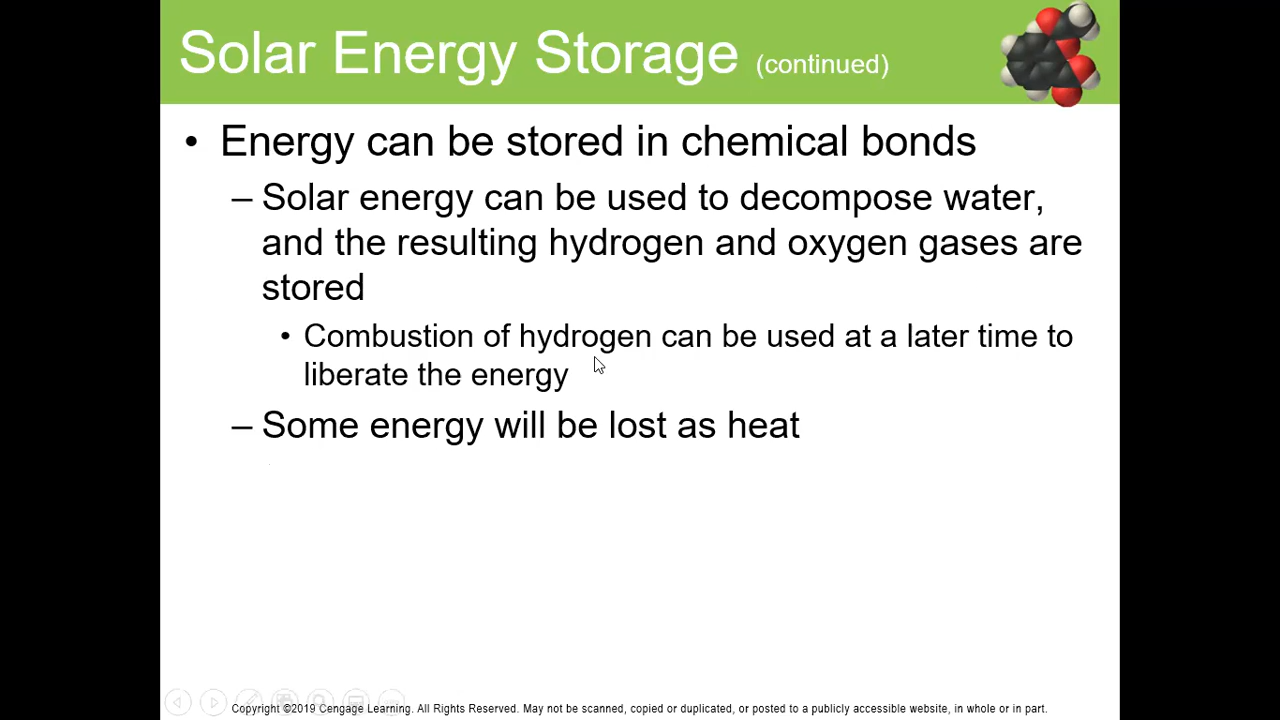 Solar Energy Storage (continued)
• Energy can be stored in chemical bonds
– Solar energy can be used to decompose water,
and the resulting hydrogen and oxygen gases are
stored
• Combustion of hydrogen can be used at a later time to
liberate the energy
– Some energy will be lost as heat
Copyright ©2019 Cengage Learning. All Rights Reserved. May not be scanned, copied or duplicated, or posted to a publicly accessible website, in whole or in part.